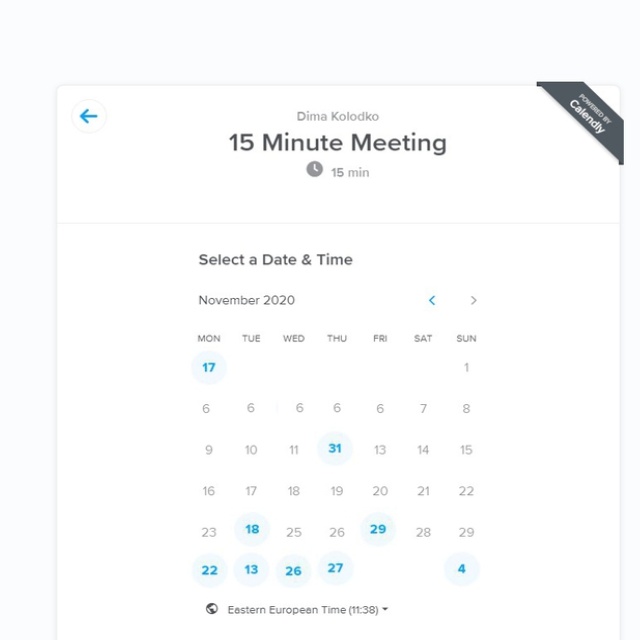 Dima Kolodko
POWERED BY
Calendly
15 Minute Meeting
15 min
Select a Date & Time
November 2020
MON TUE WED THU FRI SAT SUN
17 1
6 6 6 6 6 7 8
9 10 11 31 13 14 15
16 17 18 19 20 21 22
23 18 25 26 29 28 29
22 13 26 27 4
Eastern European Time (11:38)